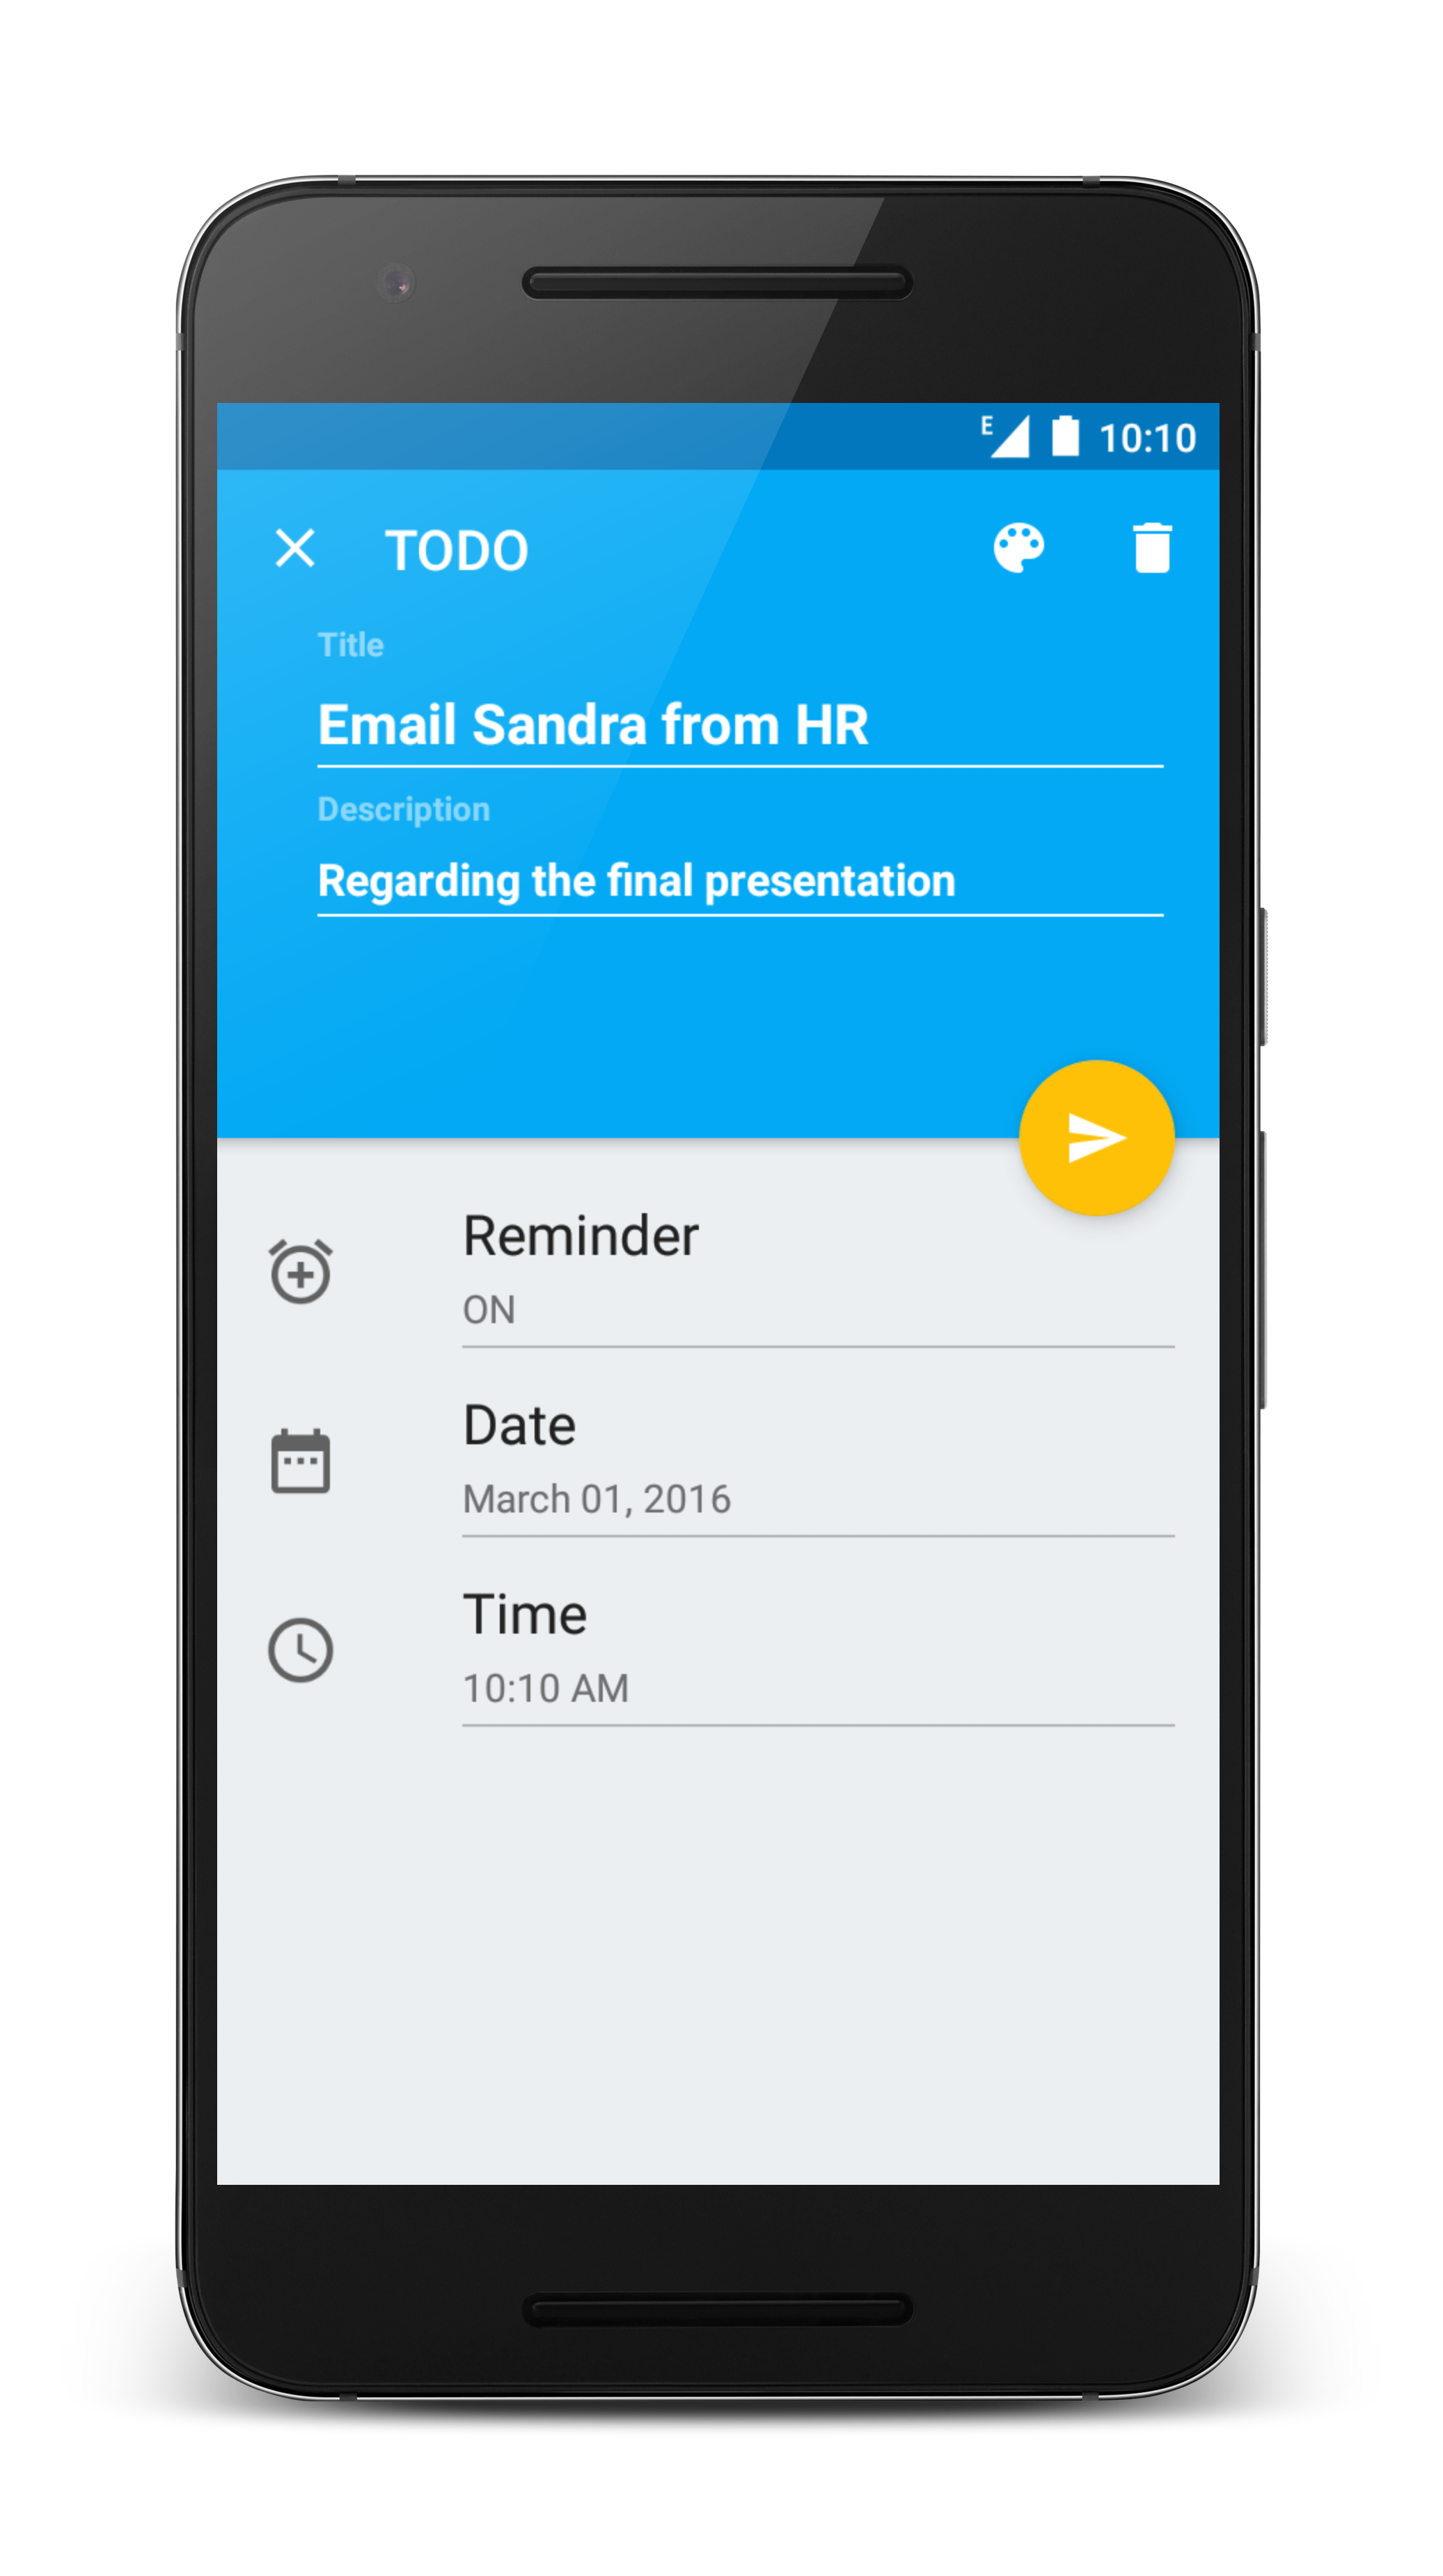 E 10:10
TODO
Title
Email Sandra from HR
Description
Regarding the final presentation
Reminder
ON
Date
March 01, 2016
Time
10:10 AM